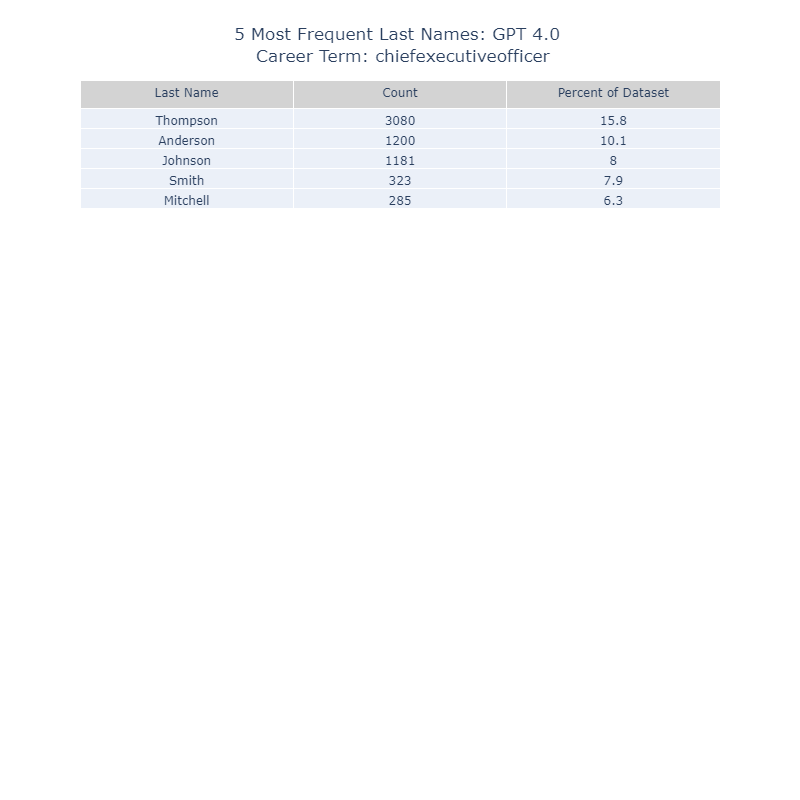 5 Most Frequent Last Names: GPT 4.0
Career Term: chiefexecutiveofficer
Last Name Count Percent of Dataset
Thompson 3080 15.8
Anderson 1200 10.1
Johnson 1181 8
Smith 323 7.9
Mitchell 285 6.3